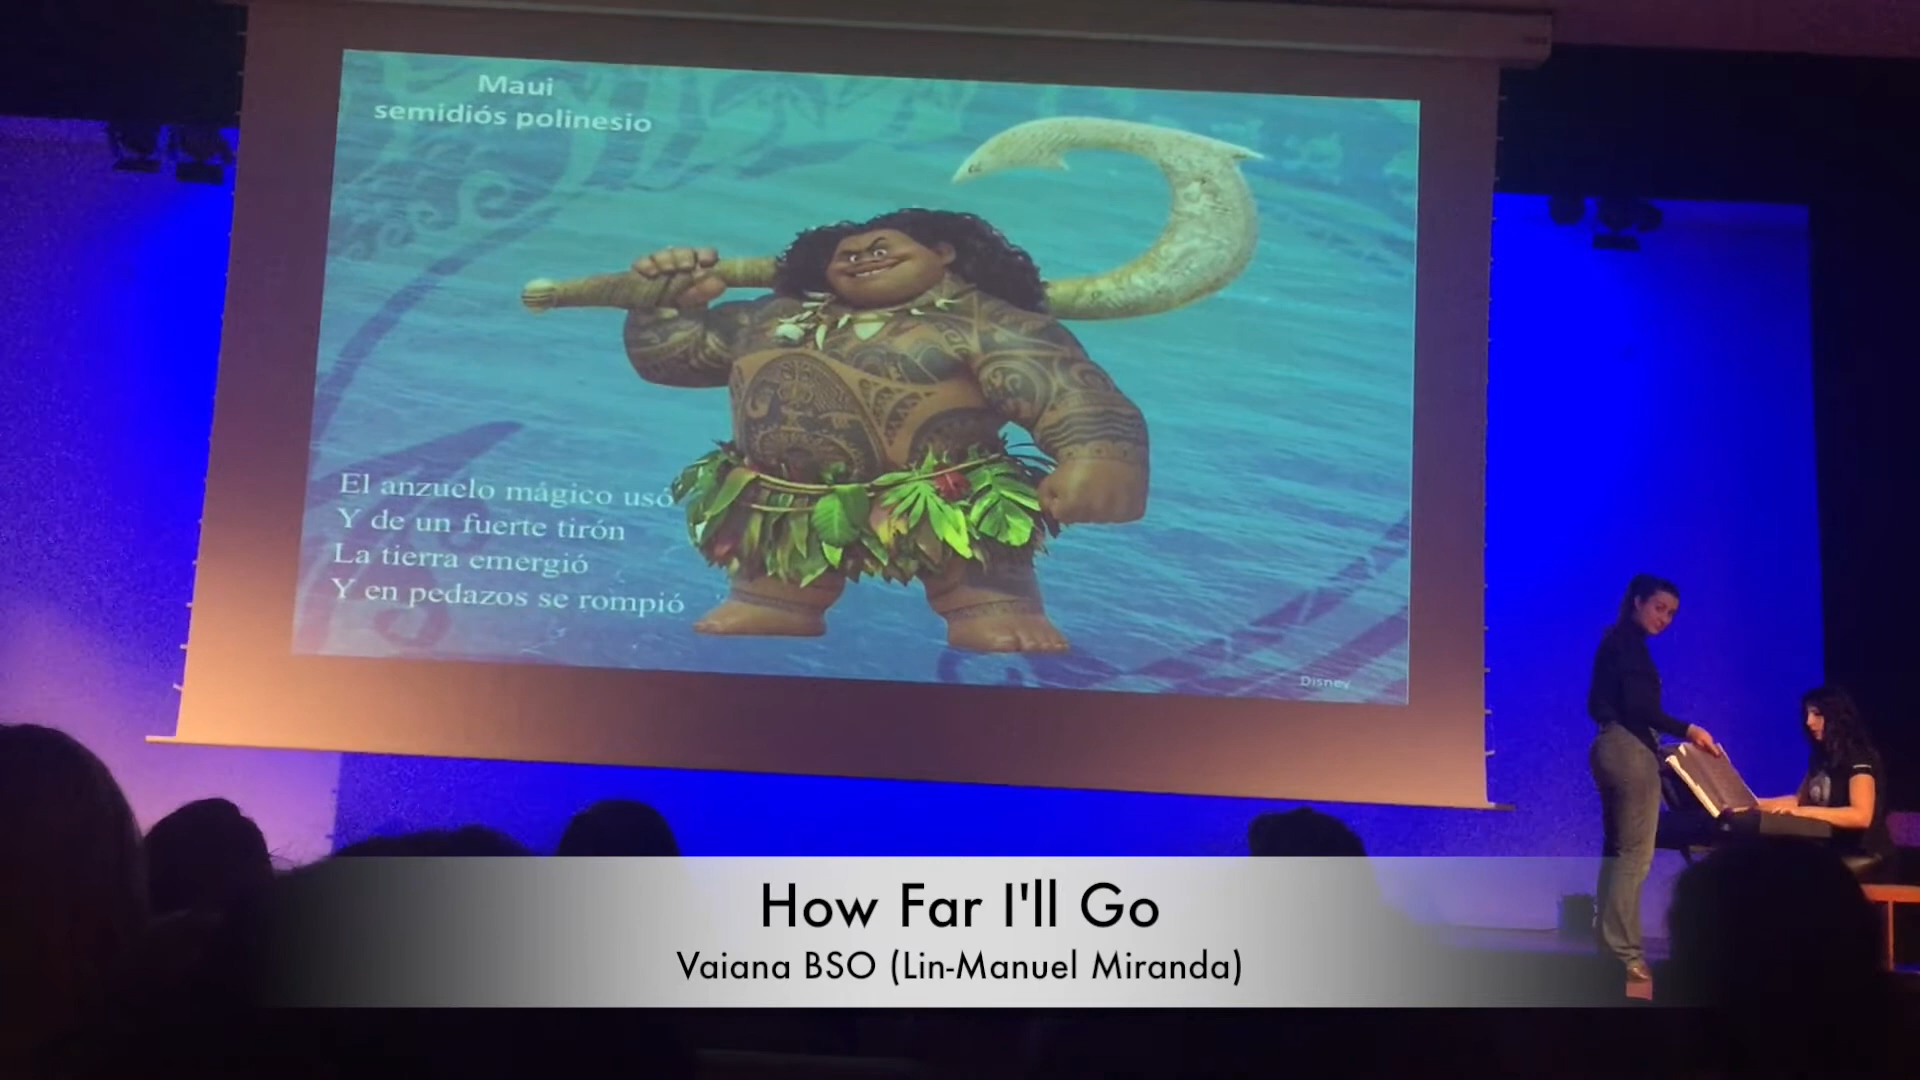 Maui
semidiós polinesio
El anzuelo mágico usó
Y de un fuerte tirón
La tierra emergió
Y en pedazos se rompió
Disney
How Far I'll Go
Vaiana BSO (Lin-Manuel Miranda)